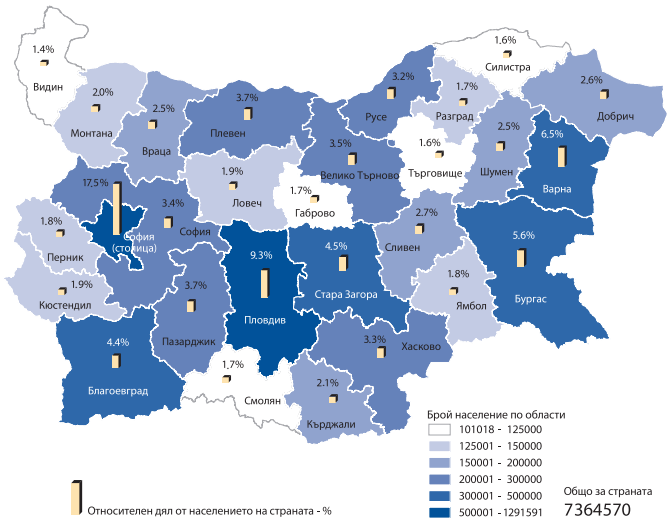 1.4%
Видин
2.0%
Монтана
2.5%
Враца
3.7%
Плевен
3.2%
Русе
1.6%
Силистра
1.7%
Разград
2.6%
Добрич
3.5%
Велико Търново
1.6%
Търговище
2.5%
Шумен
6.5%
Варна
17,5%
София
(столица)
3.4%
София
1.9%
Ловеч
1.7%
Габрово
1.8%
Перник
1.9%
Кюстендил
3.7%
Пазарджик
9.3%
Пловдив
4.5%
Стара Загора
2.7%
Сливен
1.8%
Ямбол
5.6%
Бургас
4.4%
Благоевград
1.7%
Смолян
2.1%
Кърджали
3.3%
Хасково
Брой население по области
101018 - 125000
125001 - 150000
150001 - 200000
200001 - 300000
300001 - 500000
500001 - 1291591
Общо за страната
7364570
Относителен дял от населението на страната - %